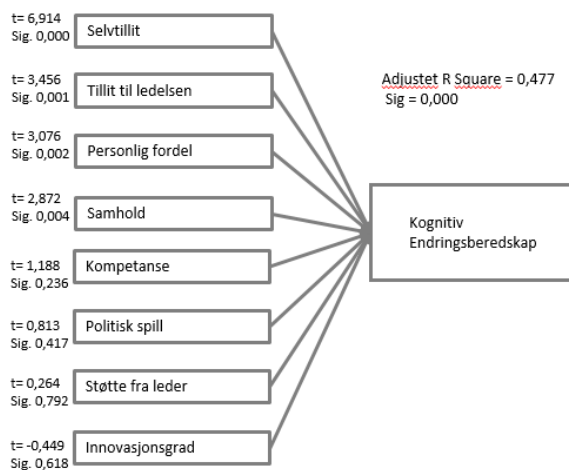 t= 6,914
Sig. 0,000
Selvtillit
t= 3,456
Sig. 0,001
Tillit til ledelsen
Adjustet R Square = 0,477
Sig = 0,000
t= 3,076
Sig. 0,002
Personlig fordel
t= 2,872
Sig. 0,004
Samhold
Kognitiv
Endringsberedskap
t= 1,188
Sig. 0,236
Kompetanse
t= 0,813
Sig. 0,417
Politisk spill
t= 0,264
Sig. 0,792
Støtte fra leder
t= -0,449
Sig. 0,618
Innovasjonsgrad